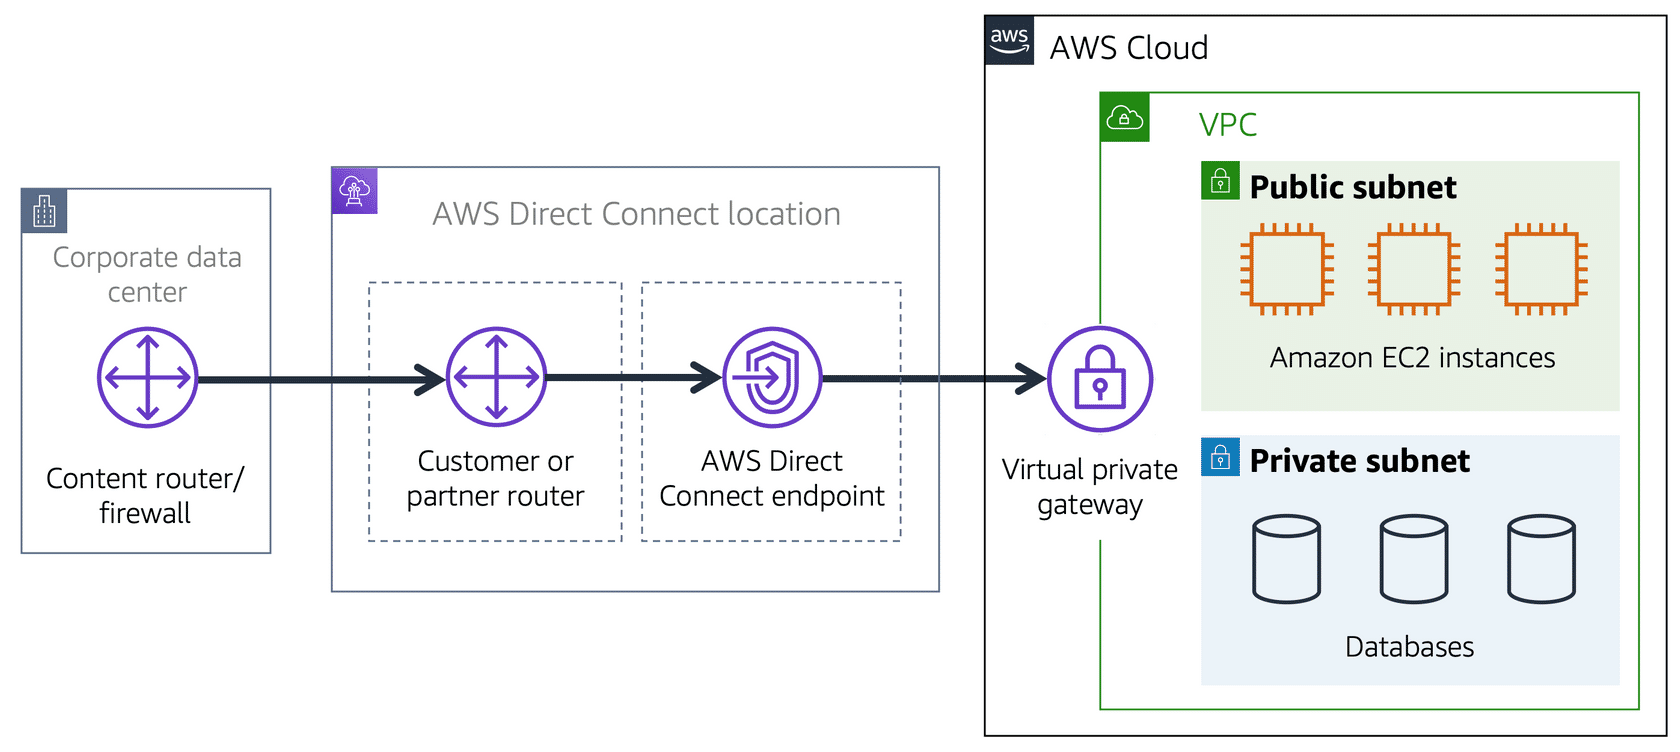 aws
AWS Cloud
VPC
Public subnet
Amazon EC2 instances
Private subnet
Databases
AWS Direct Connect location
Corporate data
center
Content router/
firewall
Customer or
partner router
AWS Direct
Connect endpoint
Virtual private
gateway